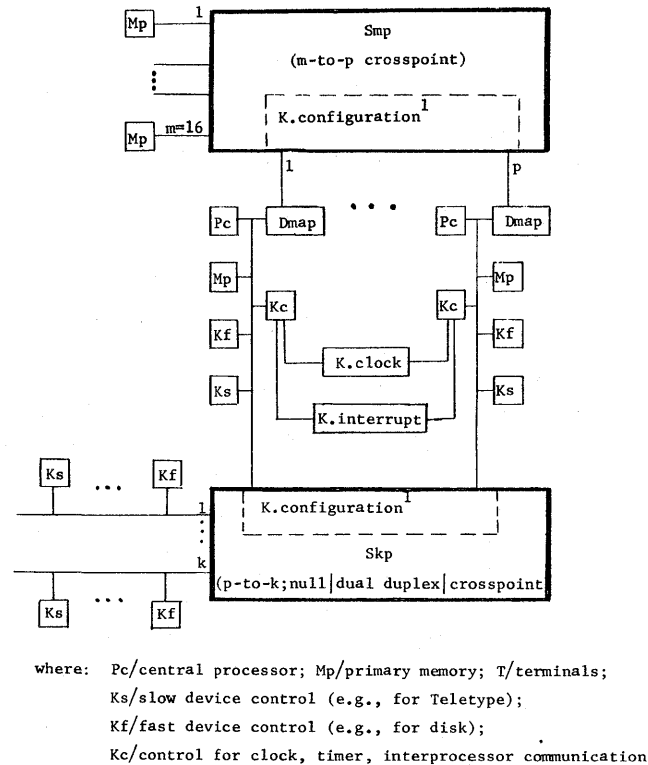 Mp
1
Smp
(m-to-p crosspoint)
K.configuration 1
Mp
m=16
1
p
Pc
Dmap
...
Pc
Dmap
Mp
Kc
Kc
Mp
Kf
K.clock
Kf
Ks
K.interrupt
Ks
Ks
...
Kf
1
K.configuration 1
Skp
k
(p-to-k;null|dual duplex|crosspoint
Ks
...
Kf
where: Pc/central processor; Mp/primary memory; T/terminals;
Ks/slow device control (e.g., for Teletype);
Kf/fast device control (e.g., for disk);
Kc/control for clock, timer, interprocessor communication